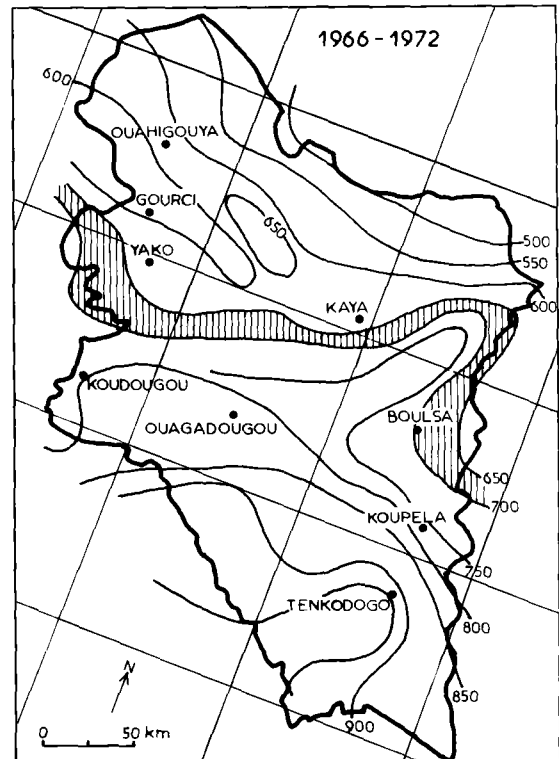 1966-1972
600
OUAHIGOUYA
GOURCI
650
YAKO
500
550
600
KAYA
KOUDOUGOU
OUAGADOUGOU
BOULSA
650
700
KOUPELA
750
TENKODOGO
800
850
900
N
0 50 km